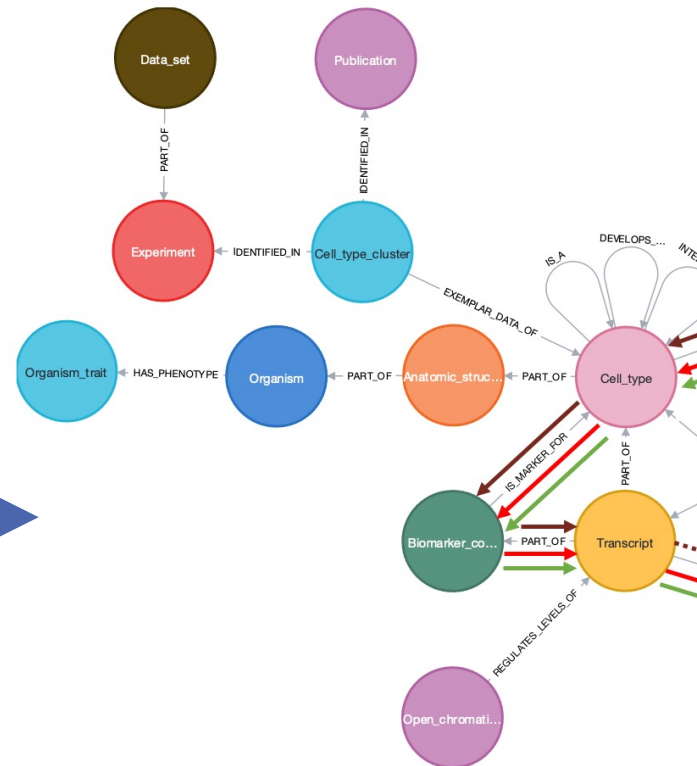 Data_set
Publication
PART_OF
IDENTIFIED_IN
Experiment
IDENTIFIED_IN
Cell_type_cluster
IS_A
DEVELOPS_...
INTE
EXEMPLAR_DATA_OF
Organism_trait
HAS_PHENOTYPE
Organism
PART_OF
Anatomic_struc...
PART_OF
Cell_type
IS_MARKER_FOR
PART_OF
Biomarker_co...
PART_OF
Transcript
REGULATES_LEVELS_OF
Open_chromati...